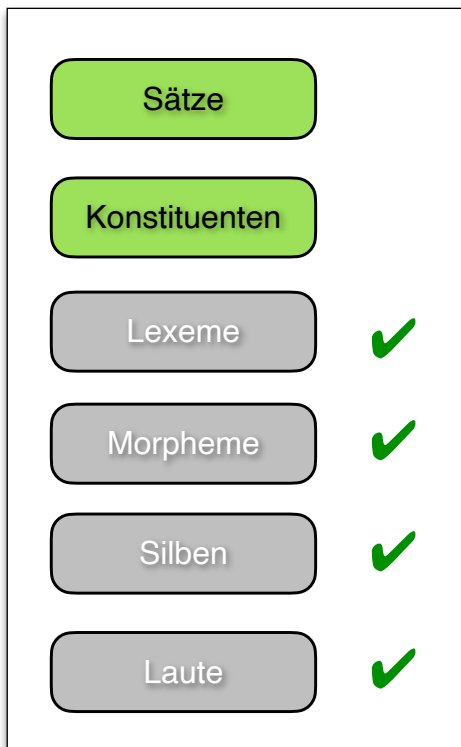 Sätze
Konstituenten
Lexeme
Morpheme
Silben
Laute